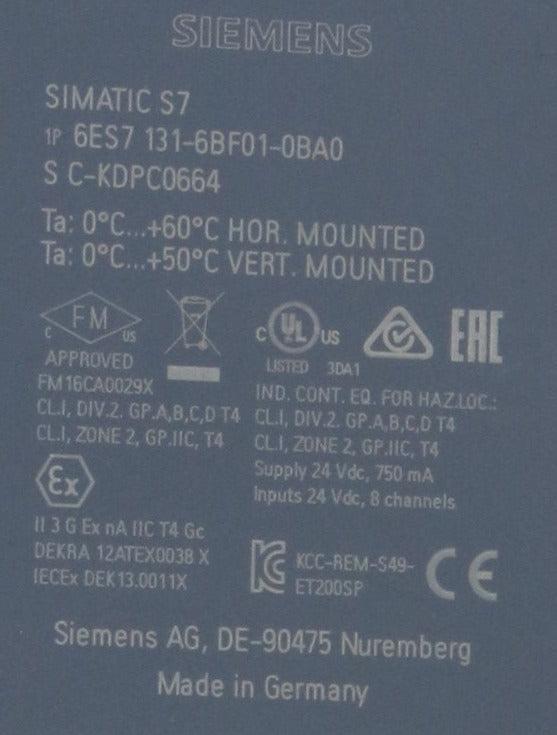 SIEMENS
SIMATIC S7
1P 6ES7 131-6BF01-0BA0
S C-KDPC0664
Ta: 0°C...+60°C HOR. MOUNTED
Ta: 0°C...+50°C VERT. MOUNTED
FM
C US
APPROVED
FM16CA0029X
CL.I, DIV.2. GP.A,B,C,D T4
CL.I, ZONE 2, GP.IIC, T4
C UL US
LISTED 3DA1
EAC
IND. CONT. EQ. FOR HAZ.LOC.:
CL.I, DIV.2. GP.A,B,C,D T4
CL.I, ZONE 2, GP.IIC, T4
Supply 24 Vdc, 750 mA
Inputs 24 Vdc, 8 channels
Ex
II 3 G Ex nA IIC T4 Gc
DEKRA 12ATEX0038 X
IECEx DEK13.0011X
KCC-REM-S49-
ET200SP
CE
Siemens AG, DE-90475 Nuremberg
Made in Germany